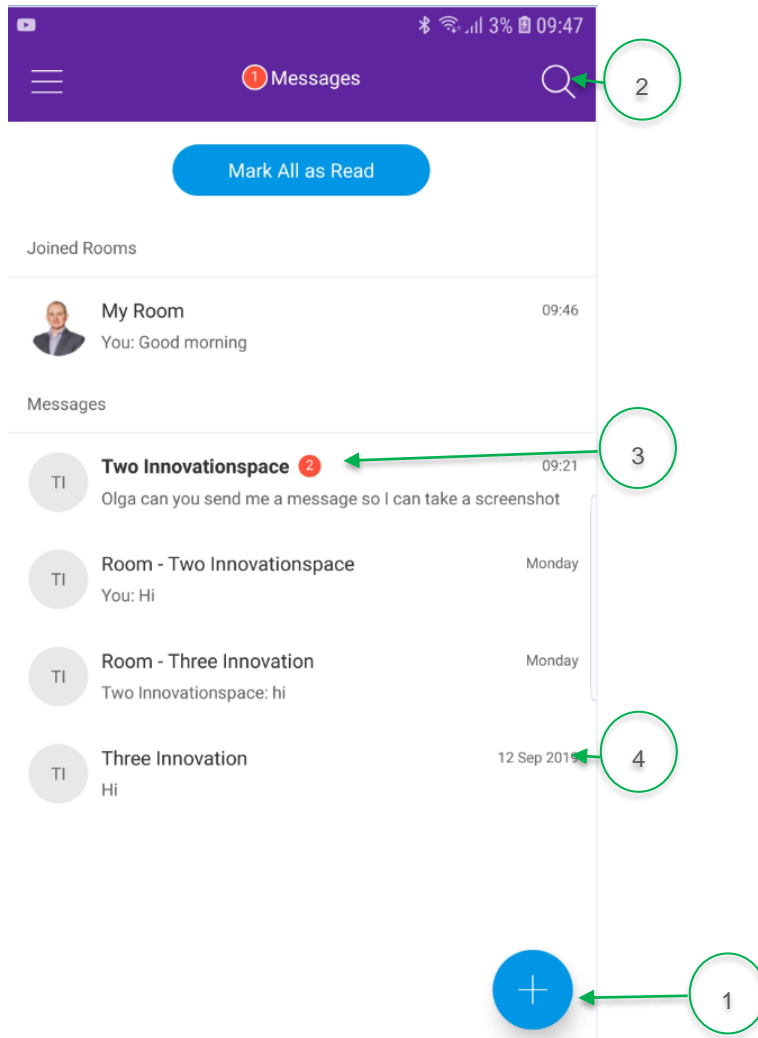 3% 09:47
1 Messages
2
Mark All as Read
Joined Rooms
My Room 09:46
You: Good morning
Messages
Two Innovationspace 2 09:21
3
TI
Olga can you send me a message so I can take a screenshot
Room - Two Innovationspace Monday
TI
You: Hi
Room - Three Innovation Monday
TI
Two Innovationspace: hi
Three Innovation 12 Sep 2019
4
TI
Hi
1